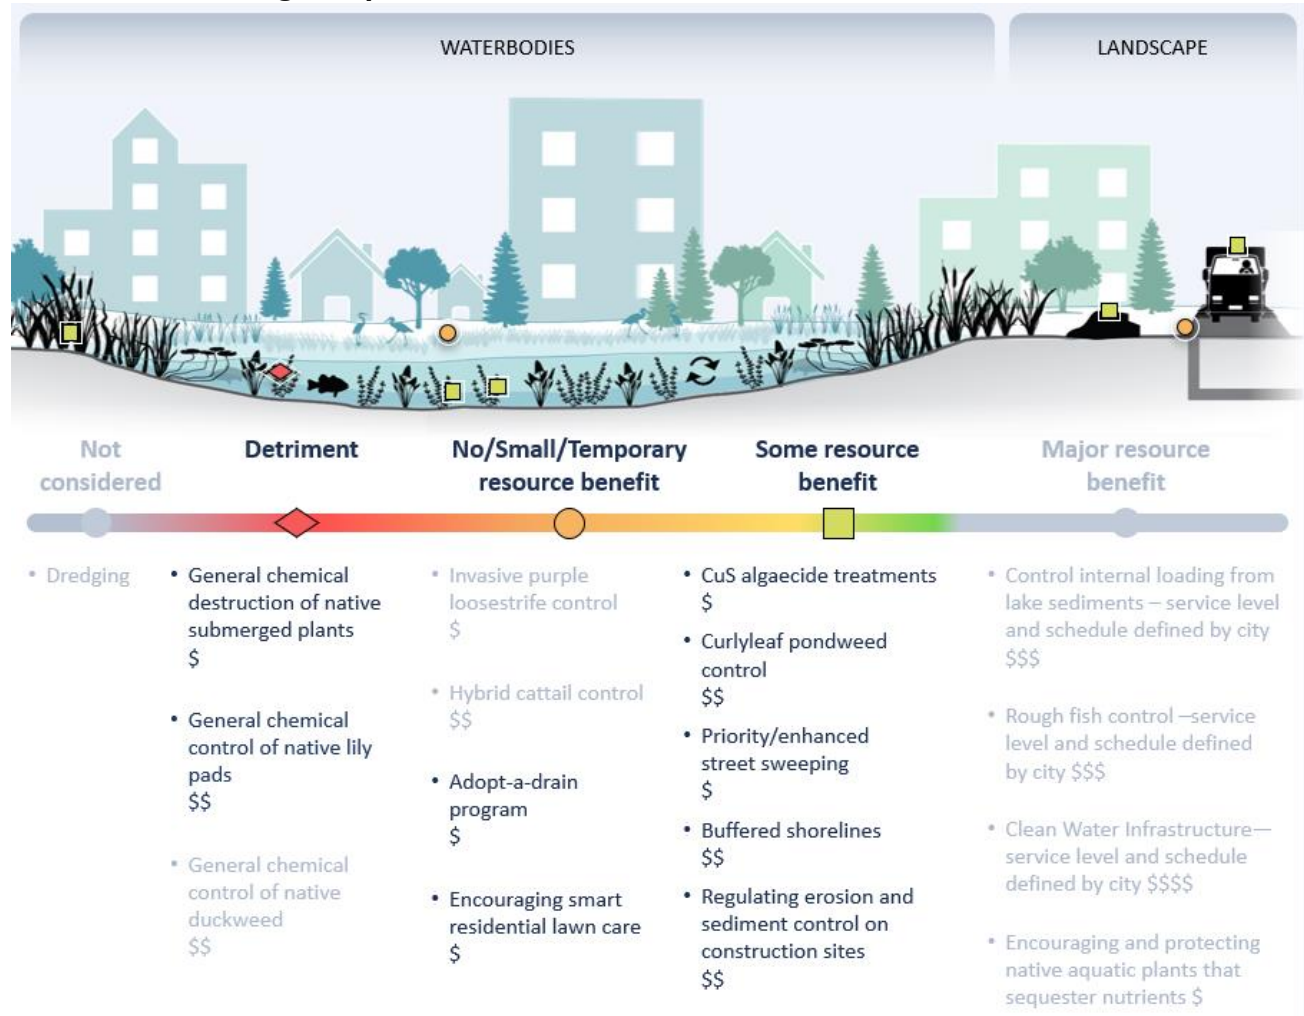 WATERBODIES
LANDSCAPE
Not
considered
Detriment
No/Small/Temporary
resource benefit
Some resource
benefit
Major resource
benefit
• Dredging
• General chemical
destruction of native
submerged plants
$
• General chemical
control of native lily
pads
$$
• General chemical
control of native
duckweed
$$
• Invasive purple
loosestrife control
$
• Hybrid cattail control
$$
• Adopt-a-drain
program
$
• Encouraging smart
residential lawn care
$
• CuS algaecide treatments
$
• Curlyleaf pondweed
control
$$
• Priority/enhanced
street sweeping
$
• Buffered shorelines
$$
• Regulating erosion and
sediment control on
construction sites
$$
• Control internal loading from
lake sediments – service level
and schedule defined by city
$$$
• Rough fish control –service
level and schedule defined
by city $$$
• Clean Water Infrastructure—
service level and schedule
defined by city $$$$
• Encouraging and protecting
native aquatic plants that
sequester nutrients $